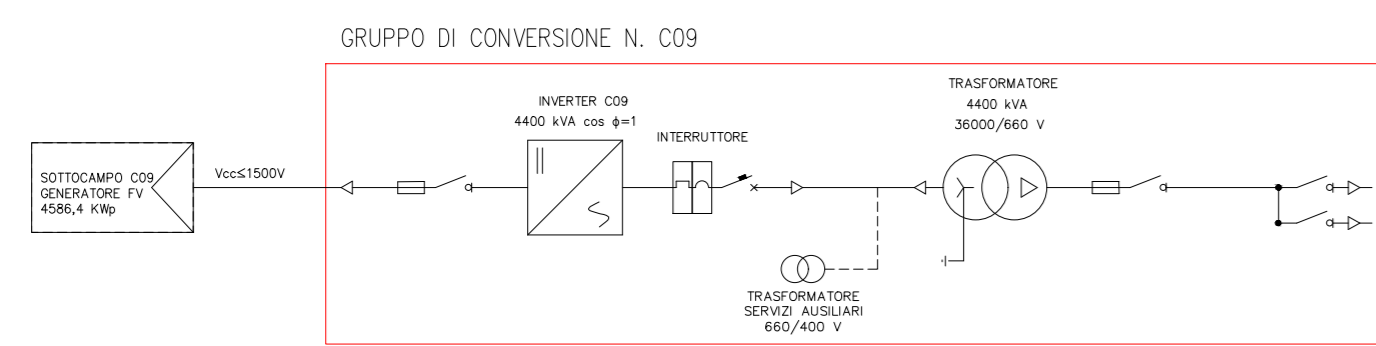 GRUPPO DI CONVERSIONE N. C09
SOTTOCAMPO C09
GENERATORE FV
4586,4 KWp
Vcc≤1500V
INVERTER C09
4400 kVA cos ϕ=1
INTERRUTTORE
TRASFORMATORE
SERVIZI AUSILIARI
660/400 V
TRASFORMATORE
4400 kVA
36000/660 V